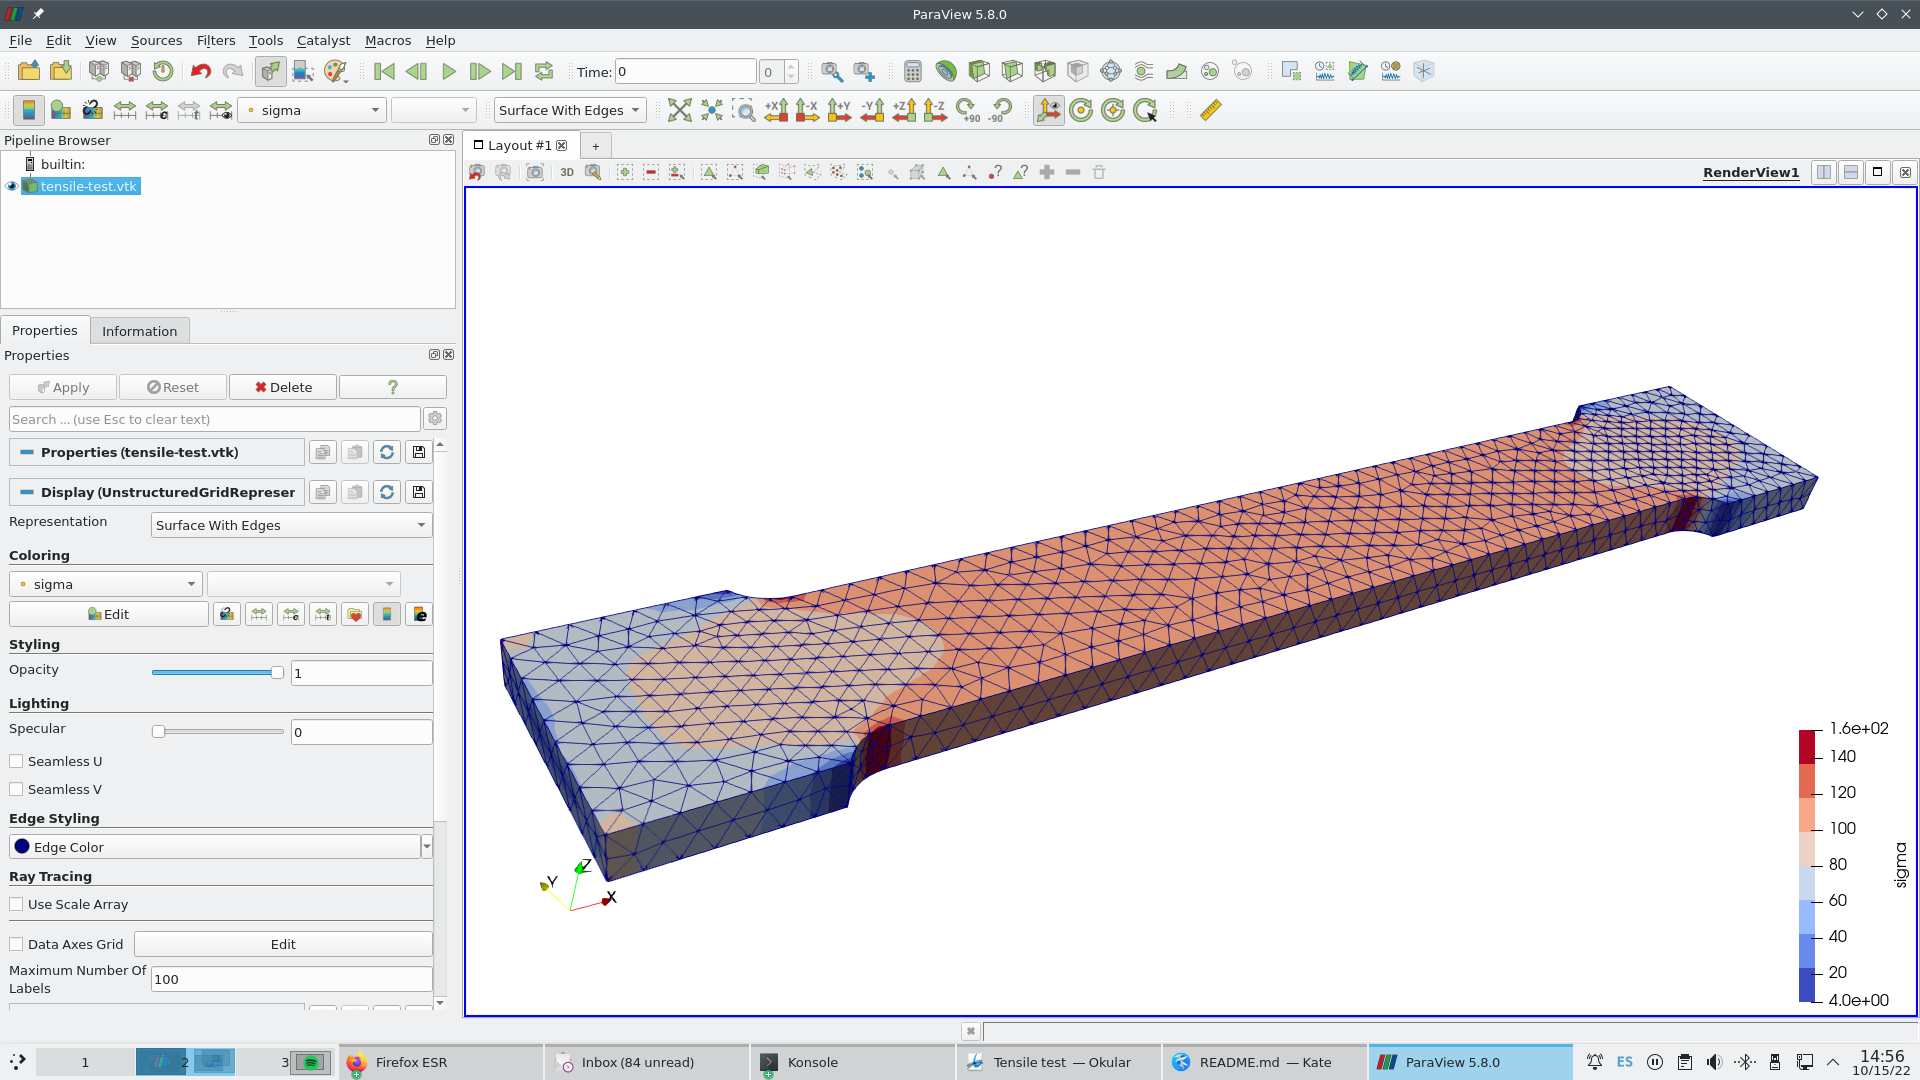 ParaView 5.8.0
File Edit View Sources Filters Tools Catalyst Macros Help
Time: 0 0
sigma Surface With Edges +X -X +Y -Y +Z -Z +90 -90
Pipeline Browser
builtin:
tensile-test.vtk
Layout #1 +
3D RenderView1
Properties Information
Properties
Apply Reset Delete ?
Search ... (use Esc to clear text)
Properties (tensile-test.vtk)
Display (UnstructuredGridRepreser
Representation Surface With Edges
Coloring
sigma
Edit
Styling
Opacity 1
Lighting
Specular 0
Seamless U
Seamless V
Edge Styling
Edge Color
Ray Tracing
Use Scale Array
Data Axes Grid Edit
Maximum Number Of
Labels 100
X Y Z
1.6e+02
140
120
100
80
60
40
20
4.0e+00
sigma
1 2 3 Firefox ESR Inbox (84 unread) Konsole Tensile test — Okular README.md — Kate ParaView 5.8.0 ES 14:56
10/15/22